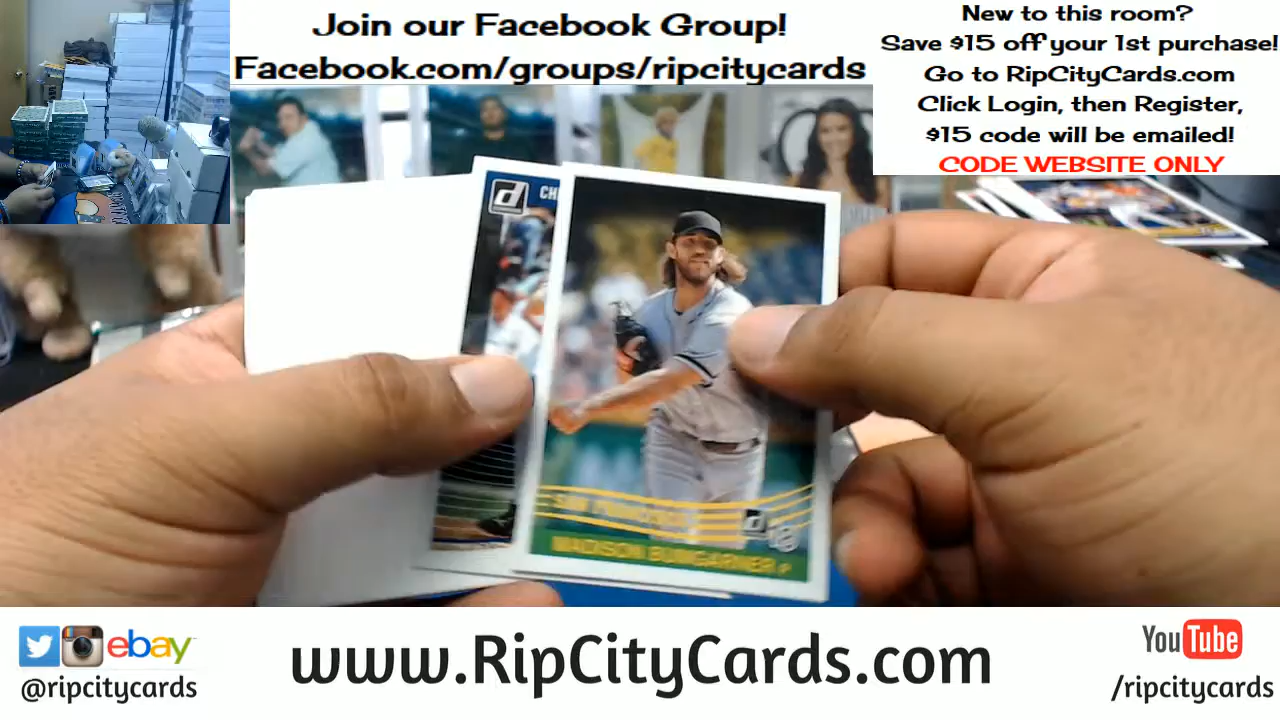 Join our Facebook Group!
Facebook.com/groups/ripcitycards
New to this room?
Save $15 off your 1st purchase!
Go to RipCityCards.com
Click Login, then Register,
$15 code will be emailed!
CODE WEBSITE ONLY
CH
MADISON BUMGARNER P
ebay
@ripcitycards
www.RipCityCards.com
YouTube
/ripcitycards